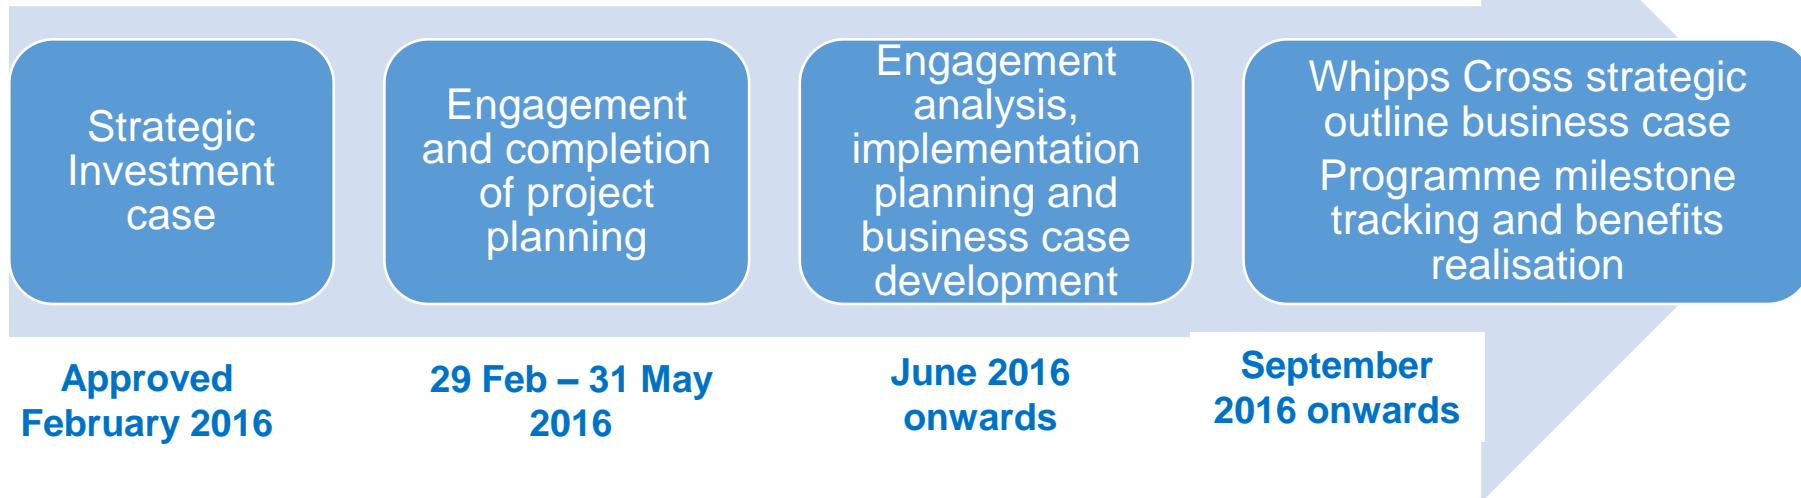 Strategic
Investment
case
Engagement
and completion
of project
planning
Engagement
analysis,
implementation
planning and
business case
development
Whipps Cross strategic
outline business case
Programme milestone
tracking and benefits
realisation
Approved
February 2016
29 Feb – 31 May
2016
June 2016
onwards
September
2016 onwards